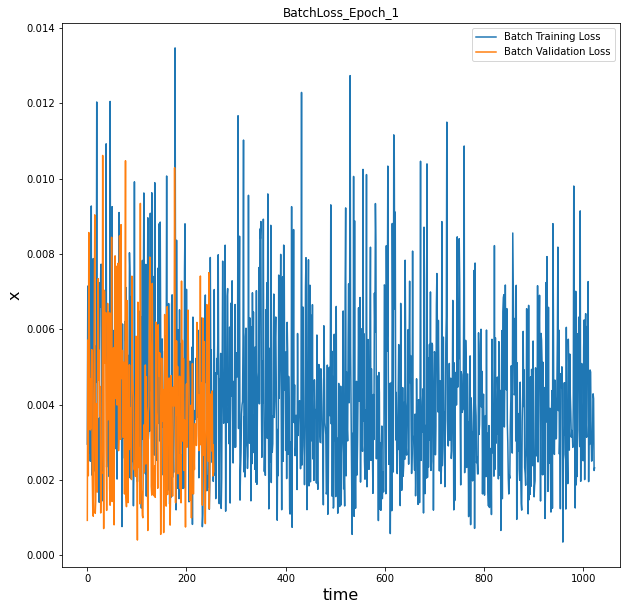 BatchLoss_Epoch_1
Batch Training Loss
Batch Validation Loss
0.014
0.012
0.010
0.008
0.006
0.004
0.002
0.000
x
0 200 400 600 800 1000
time